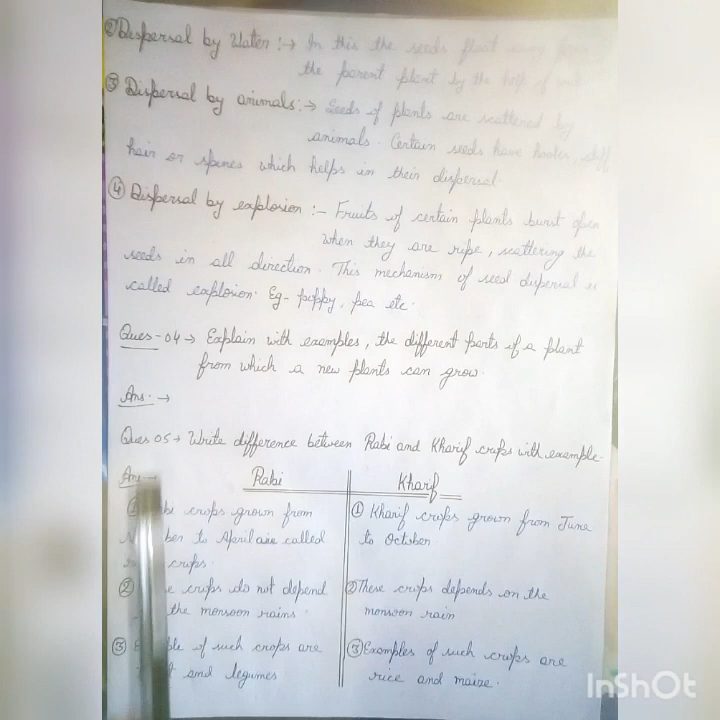 ② Dispersal by Water :→ In this the seeds float away from
the parent plant by the help of
③ Dispersal by animals :→ Seeds of plants are scattered by
animals. Certain seeds have hooks, stiff
hair or spines which helps in their dispersal
④ Dispersal by explosion :- Fruits of certain plants burst open
when they are ripe, scattering the
seeds in all direction. This mechanism of seed dispersal is
called explosion. Eg- poppy, pea etc.
Ques-04 → Explain with examples, the different parts of a plant
from which a new plants can grow.
Ans. →
Ques 05 → Write difference between Rabi and Kharif crops with example.
Ans →
Rabi
Kharif
crops grown from
to April are called
crops.
② crops do not depend
the monsoon rains.
③ of such crops are
and legumes
① Kharif crops grown from June
to October
② These crops depends on the
monsoon rain
③ Examples of such crops are
rice and maize.
InShOt